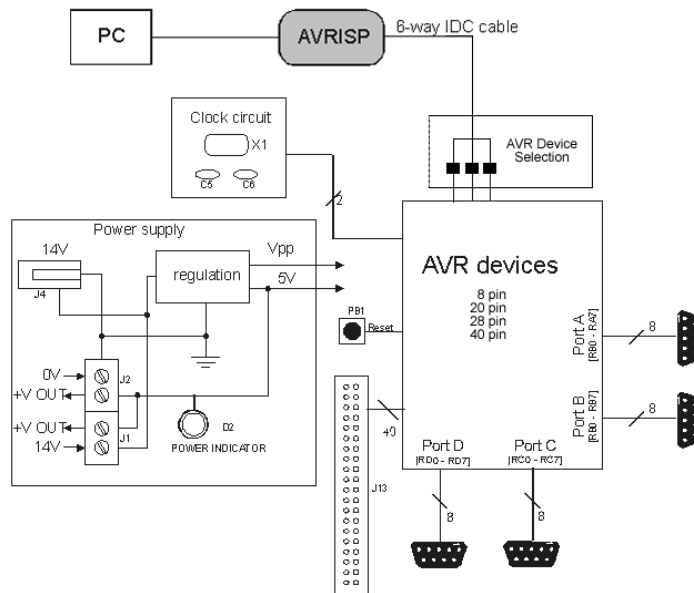 PC
AVRISP
6-way IDC cable
Clock circuit
X1
C5
C6
2
AVR Device
Selection
Power supply
14V
J4
regulation
Vpp
5V
0V
+V OUT
J2
+V OUT
14V
J1
D2
POWER INDICATOR
PB1
Reset
AVR devices
8 pin
20 pin
28 pin
40 pin
Port A
[RB0 - RA7]
8
Port B
[RB0 - RB7]
8
40
J13
Port D
[RD0 - RD7]
8
Port C
[RC0 - RC7]
8